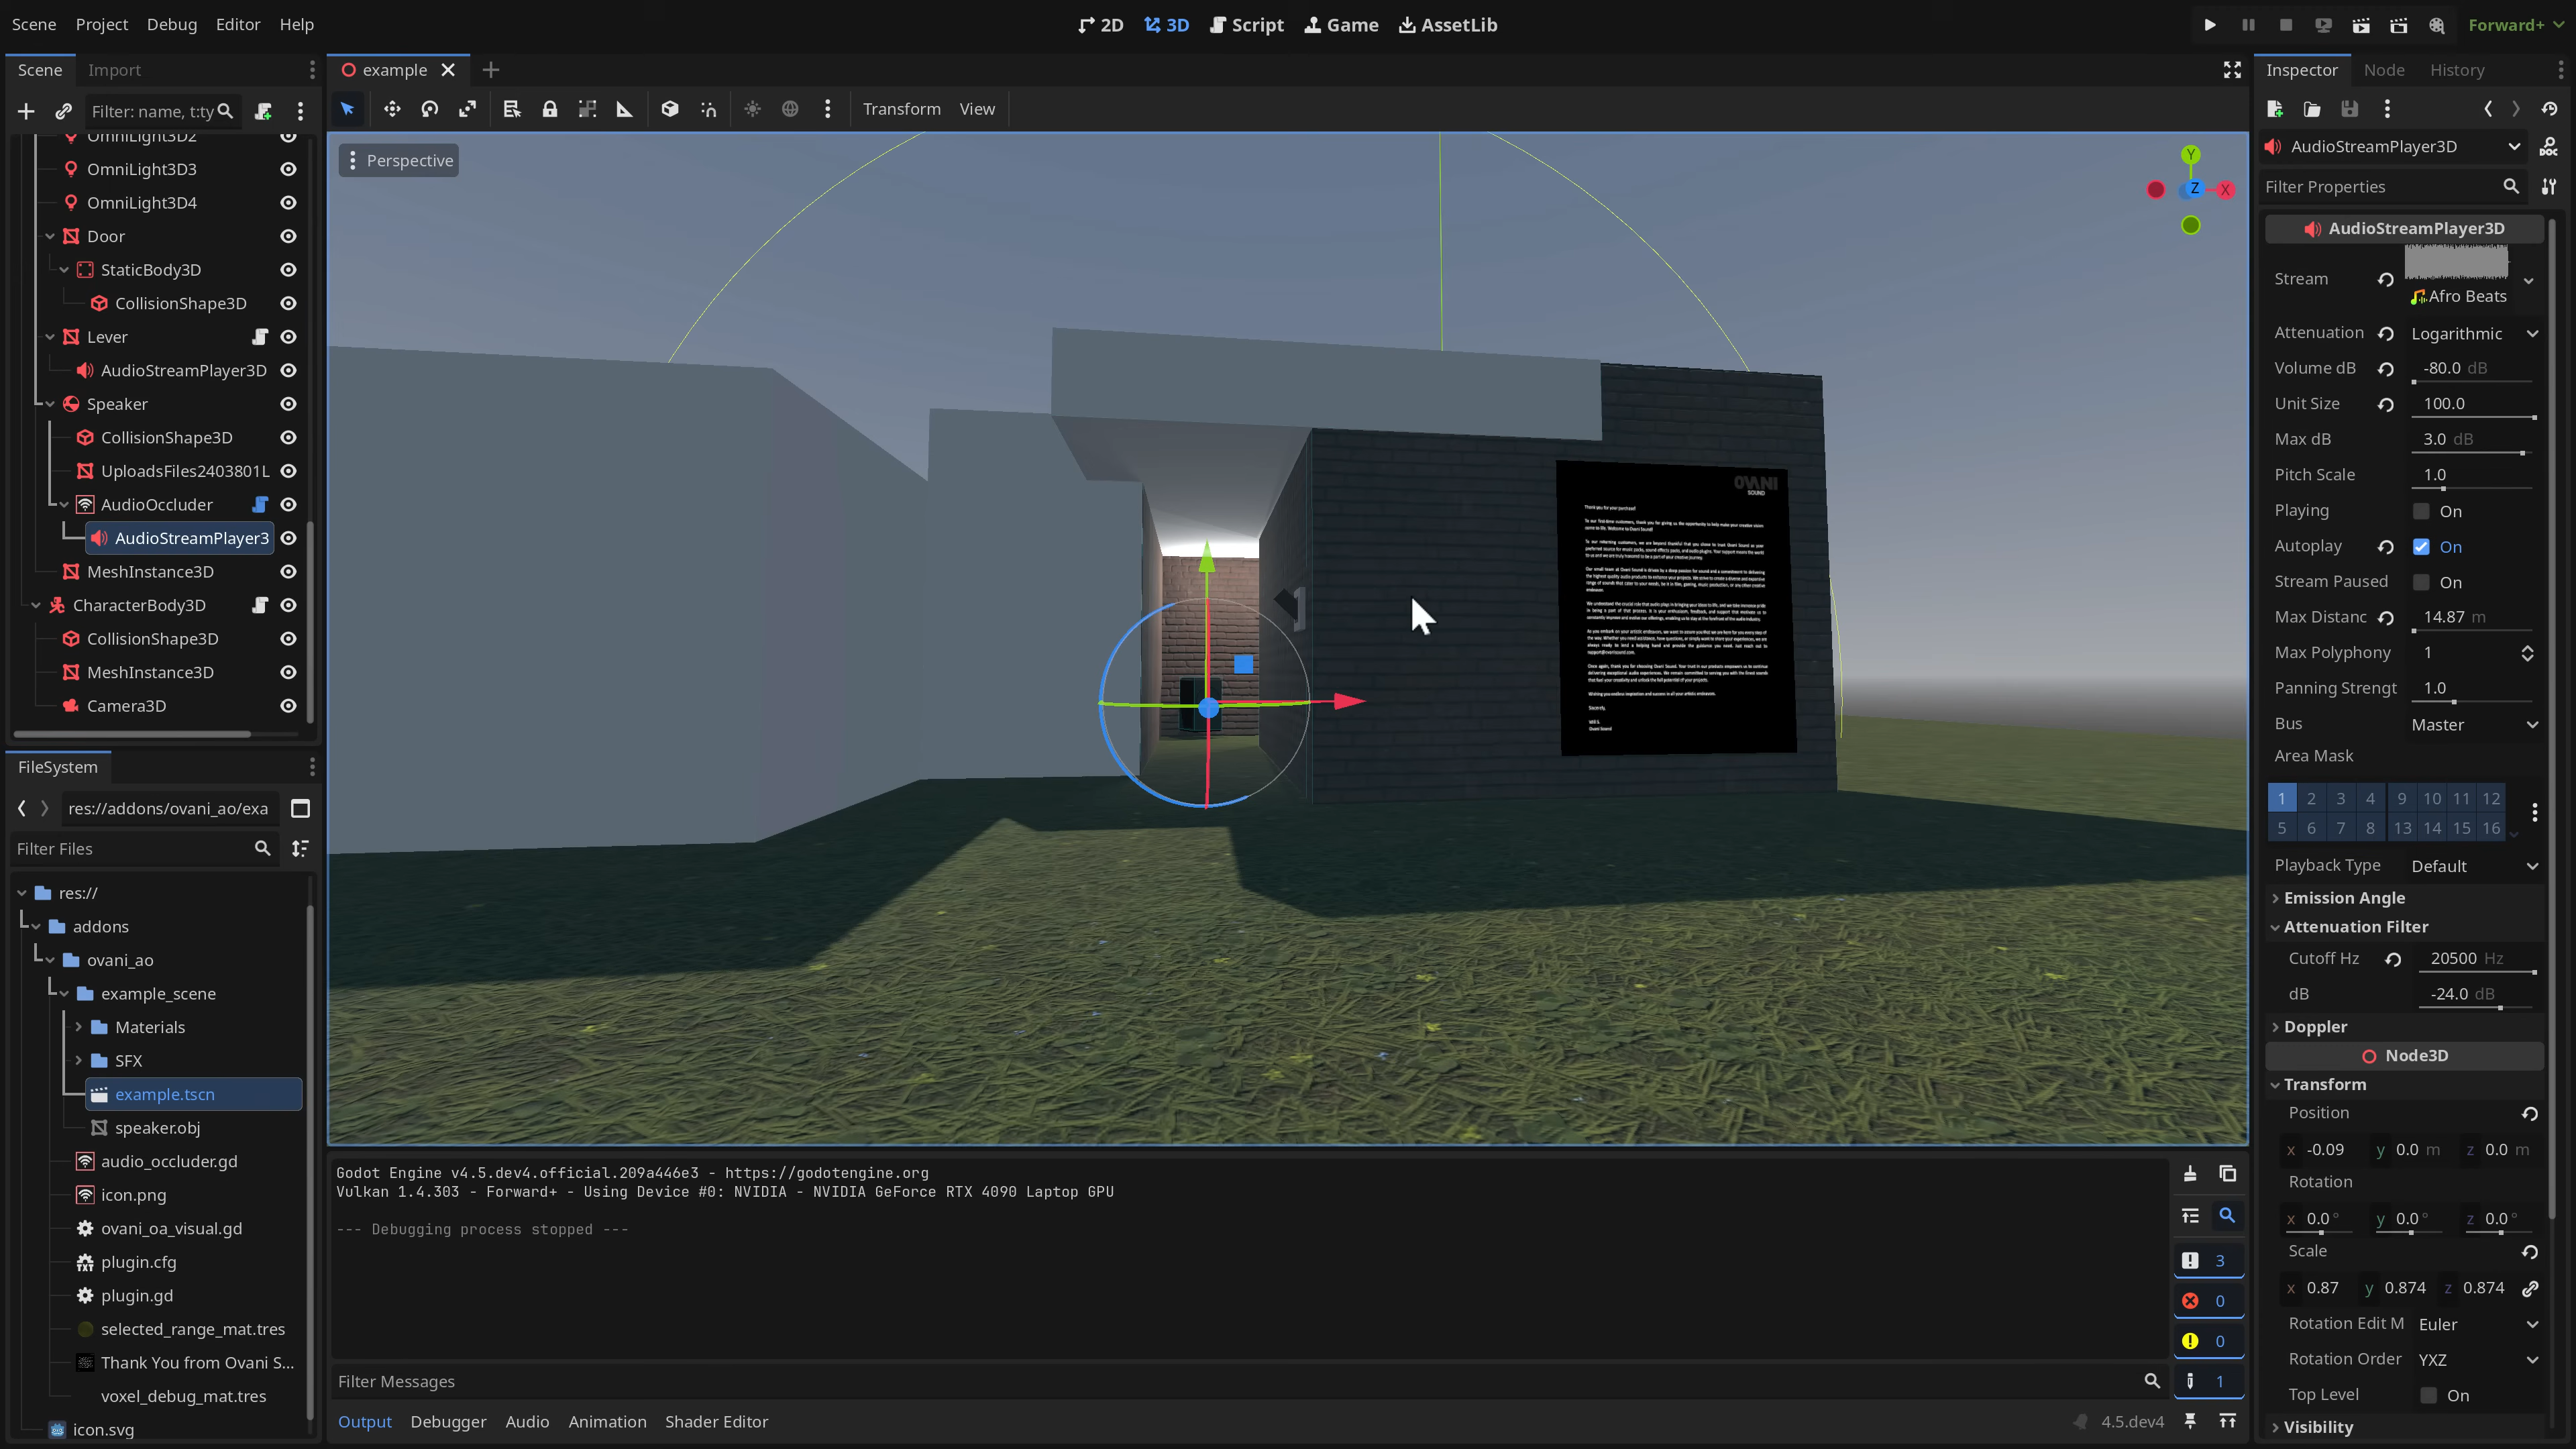 Scene Project Debug Editor Help
2D 3D Script Game AssetLib
Forward+
Scene Import
Filter: name, t:ty
OmniLight3D2
OmniLight3D3
OmniLight3D4
Door
StaticBody3D
CollisionShape3D
Lever
AudioStreamPlayer3D
Speaker
CollisionShape3D
UploadsFiles2403801L
AudioOccluder
AudioStreamPlayer3
MeshInstance3D
CharacterBody3D
CollisionShape3D
MeshInstance3D
Camera3D
FileSystem
res://addons/ovani_ao/exa
Filter Files
res://
addons
ovani_ao
example_scene
Materials
SFX
example.tscn
speaker.obj
audio_occluder.gd
icon.png
ovani_oa_visual.gd
plugin.cfg
plugin.gd
selected_range_mat.tres
Thank You from Ovani S...
voxel_debug_mat.tres
icon.svg
example
Transform View
Perspective
Y
Z X
OVANI
SOUND
Thank you for your purchase!
Sincerely,
Ovani Sound
Godot Engine v4.5.dev4.official.209a446e3 - https://godotengine.org
Vulkan 1.4.303 - Forward+ - Using Device #0: NVIDIA - NVIDIA GeForce RTX 4090 Laptop GPU
--- Debugging process stopped ---
3
0
0
1
Filter Messages
Output Debugger Audio Animation Shader Editor
4.5.dev4
Inspector Node History
AudioStreamPlayer3D
Filter Properties
AudioStreamPlayer3D
Stream
Afro Beats
Attenuation Logarithmic
Volume dB -80.0 dB
Unit Size 100.0
Max dB 3.0 dB
Pitch Scale 1.0
Playing On
Autoplay On
Stream Paused On
Max Distanc 14.87 m
Max Polyphony 1
Panning Strengt 1.0
Bus Master
Area Mask
1 2 3 4 9 10 11 12
5 6 7 8 13 14 15 16
Playback Type Default
Emission Angle
Attenuation Filter
Cutoff Hz 20500 Hz
dB -24.0 dB
Doppler
Node3D
Transform
Position
x -0.09 y 0.0 m z 0.0 m
Rotation
x 0.0 ° y 0.0 ° z 0.0 °
Scale
x 0.87 y 0.874 z 0.874
Rotation Edit M Euler
Rotation Order YXZ
Top Level On
Visibility